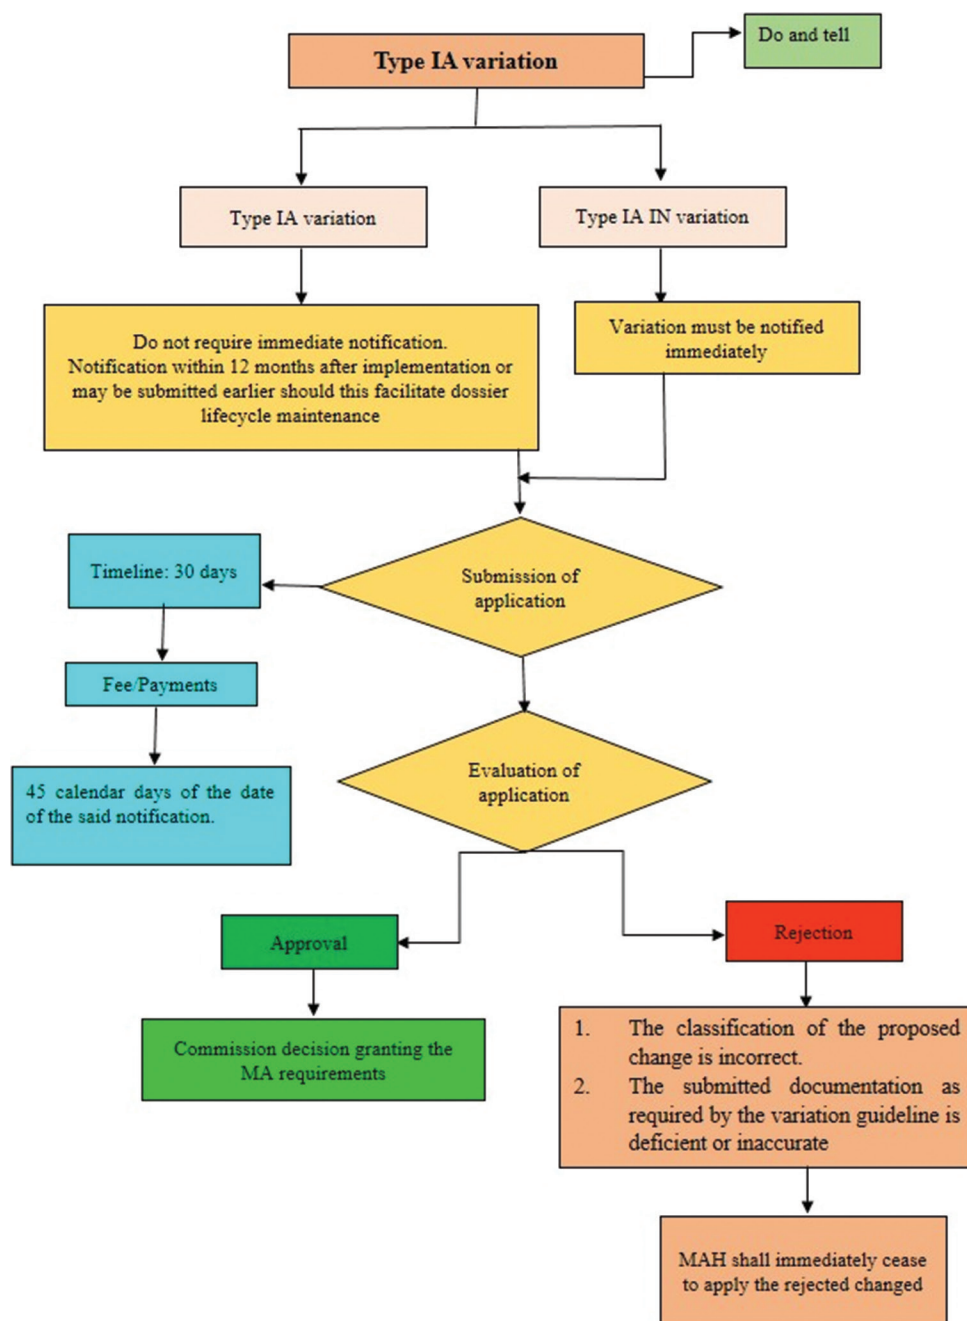 Type IA variation
Do and tell
Type IA variation
Type IA IN variation
Do not require immediate notification.
Notification within 12 months after implementation or
may be submitted earlier should this facilitate dossier
lifecycle maintenance
Variation must be notified
immediately
Timeline: 30 days
Submission of
application
Fee/Payments
45 calendar days of the date
of the said notification.
Evaluation of
application
Approval
Rejection
Commission decision granting the
MA requirements
1. The classification of the proposed
change is incorrect.
2. The submitted documentation as
required by the variation guideline is
deficient or inaccurate
MAH shall immediately cease
to apply the rejected changed